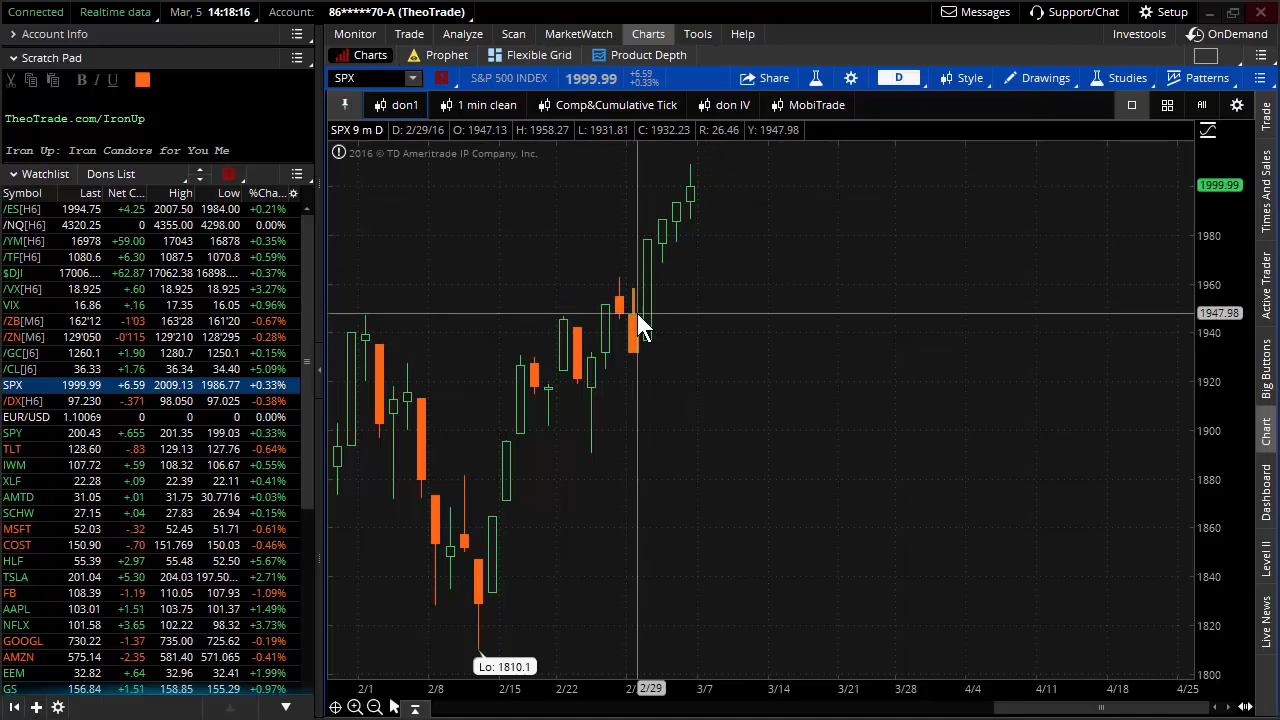 Connected Realtime data Mar, 5 14:18:16 Account: 86*****70-A (TheoTrade) Messages Support/Chat Setup
Account Info Monitor Trade Analyze Scan MarketWatch Charts Tools Help Investools OnDemand
Scratch Pad Charts Prophet Flexible Grid Product Depth
B I U SPX S&P 500 INDEX 1999.99 +6.59 +0.33% Share D Style Drawings Studies Patterns
don1 1 min clean Comp&Cumulative Tick don IV MobiTrade All
TheoTrade.com/IronUp
SPX 9 m D D: 2/29/16 O: 1947.13 H: 1958.27 L: 1931.81 C: 1932.23 R: 26.46 Y: 1947.98
Iron Up: Iron Condors for You Me
2016 © TD Ameritrade IP Company, Inc.
Watchlist Dons List
Symbol Last Net C... High Low %Cha...
/ES[H6] 1994.75 +4.25 2007.50 1984.00 +0.21%
/NQ[H6] 4320.25 0 4355.00 4298.00 0.00%
/YM[H6] 16978 +59.00 17043 16878 +0.35%
/TF[H6] 1080.6 +6.30 1087.5 1070.8 +0.59%
$DJI 17006.... +62.87 17062.38 16898.... +0.37%
/VX[H6] 18.925 +.60 18.925 18.925 +3.27%
VIX 16.86 +.16 17.35 16.05 +0.96%
/ZB[M6] 162'12 -1'03 163'28 161'20 -0.67%
/ZN[M6] 129'050 -0'115 130'010 128'295 -0.28%
/GC[J6] 1260.1 +1.90 1280.7 1250.1 +0.15%
/CL[J6] 36.33 +1.76 36.34 34.40 +5.09%
SPX 1999.99 +6.59 2009.13 1986.77 +0.33%
/DX[H6] 97.230 -.371 98.050 97.025 -0.38%
EUR/USD 1.10069 0 0 0 0.00%
SPY 200.43 +.655 201.35 199.03 +0.33%
TLT 128.60 -.83 129.13 127.76 -0.64%
IWM 107.72 +.59 108.32 106.67 +0.55%
XLF 22.28 +.09 22.39 22.11 +0.41%
AMTD 31.05 +.01 31.75 30.7716 +0.03%
SCHW 27.15 +.04 27.32 26.94 +0.15%
MSFT 52.03 -.32 52.45 51.71 -0.61%
COST 150.90 -.70 151.769 150.03 -0.46%
HLF 55.39 +2.97 55.48 52.50 +5.67%
TSLA 201.04 +5.30 204.03 197.50... +2.71%
FB 108.39 -1.19 110.05 107.93 -1.09%
AAPL 103.01 +1.51 103.75 101.37 +1.49%
NFLX 101.58 +3.65 102.22 98.32 +3.73%
GOOGL 730.22 -1.37 735.00 725.62 -0.19%
AMZN 575.14 -2.35 581.40 571.065 -0.41%
EEM 32.82 +.64 32.96 32.41 +1.99%
GS 156.84 +1.51 158.85 155.29 +0.97%
1999.99
1980
1960
1947.98
1940
1920
1900
1880
1860
1840
1820
1800
Lo: 1810.1
2/1 2/8 2/15 2/22 2/29 3/7 3/14 3/21 3/28 4/4 4/11 4/18 4/25
Trade
Times And Sales
Active Trader
Big Buttons
Chart
Dashboard
Level II
Live News